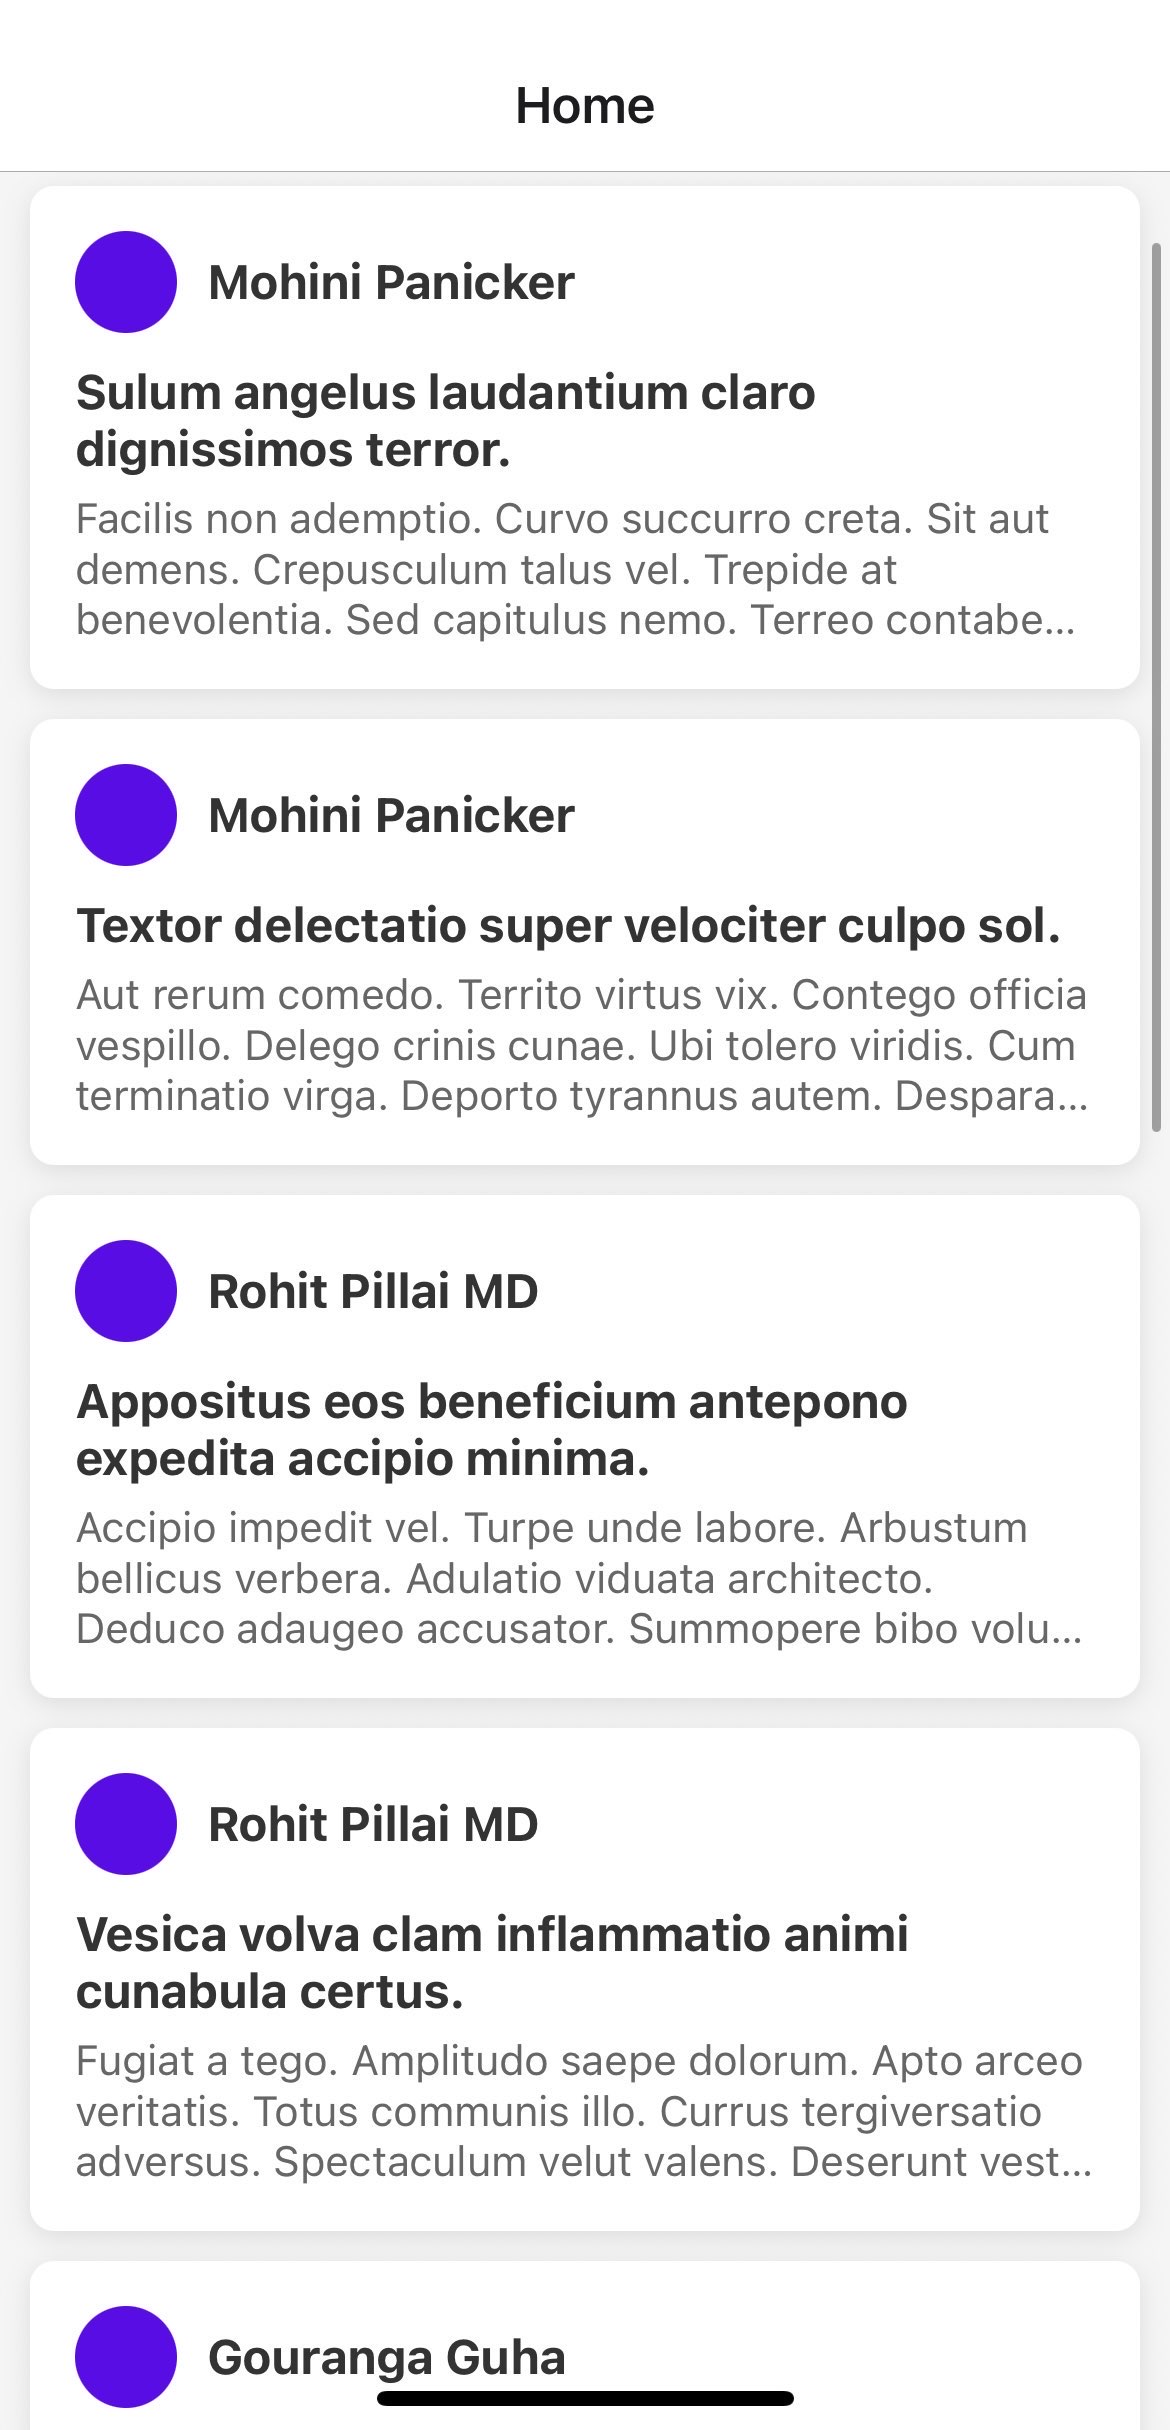 Home
Mohini Panicker
Sulum angelus laudantium claro
dignissimos terror.
Facilis non ademptio. Curvo succurro creta. Sit aut
demens. Crepusculum talus vel. Trepide at
benevolentia. Sed capitulus nemo. Terreo contabe...
Mohini Panicker
Textor delectatio super velociter culpo sol.
Aut rerum comedo. Territo virtus vix. Contego officia
vespillo. Delego crinis cunae. Ubi tolero viridis. Cum
terminatio virga. Deporto tyrannus autem. Despara...
Rohit Pillai MD
Appositus eos beneficium antepono
expedita accipio minima.
Accipio impedit vel. Turpe unde labore. Arbustum
bellicus verbera. Adulatio viduata architecto.
Deduco adaugeo accusator. Summopere bibo volu...
Rohit Pillai MD
Vesica volva clam inflammatio animi
cunabula certus.
Fugiat a tego. Amplitudo saepe dolorum. Apto arceo
veritatis. Totus communis illo. Currus tergiversatio
adversus. Spectaculum velut valens. Deserunt vest...
Gouranga Guha